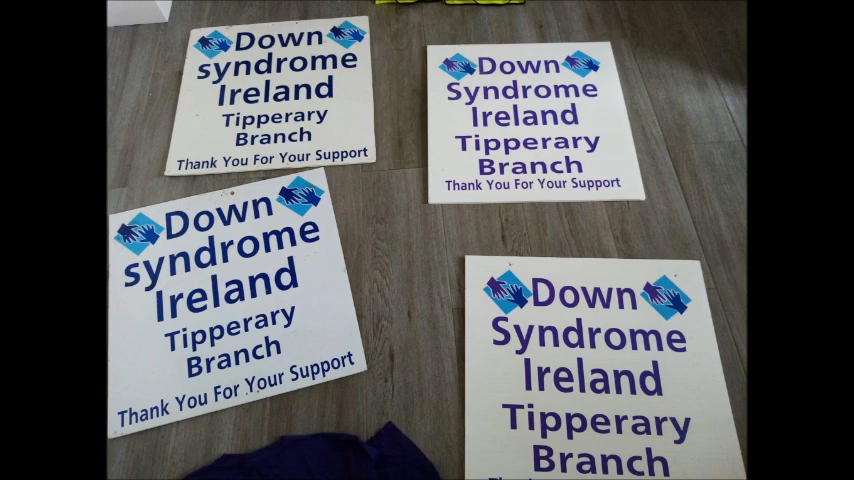 Down
syndrome
Ireland
Tipperary
Branch
Thank You For Your Support
Down
Syndrome
Ireland
Tipperary
Branch
Thank You For Your Support
Down
syndrome
Ireland
Tipperary
Branch
Thank You For Your Support
Down
Syndrome
Ireland
Tipperary
Branch